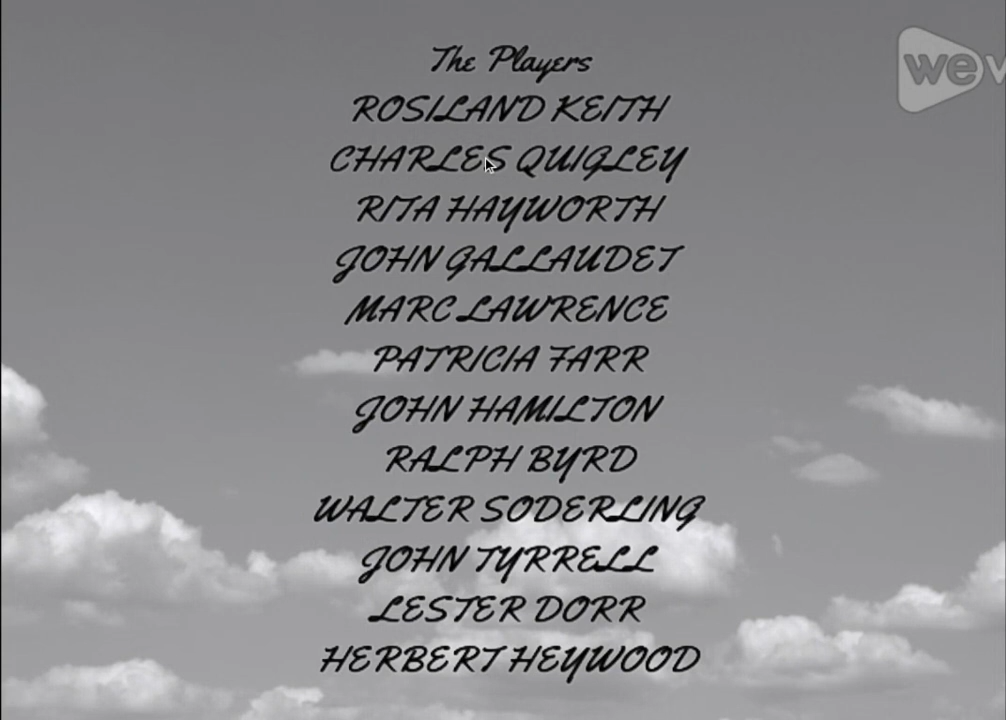 The Players
ROSILAND KEITH
CHARLES QUIGLEY
RITA HAYWORTH
JOHN GALLAUDET
MARC LAWRENCE
PATRICIA FARR
JOHN HAMILTON
RALPH BYRD
WALTER SODERLING
JOHN TYRRELL
LESTER DORR
HERBERT HEYWOOD
we